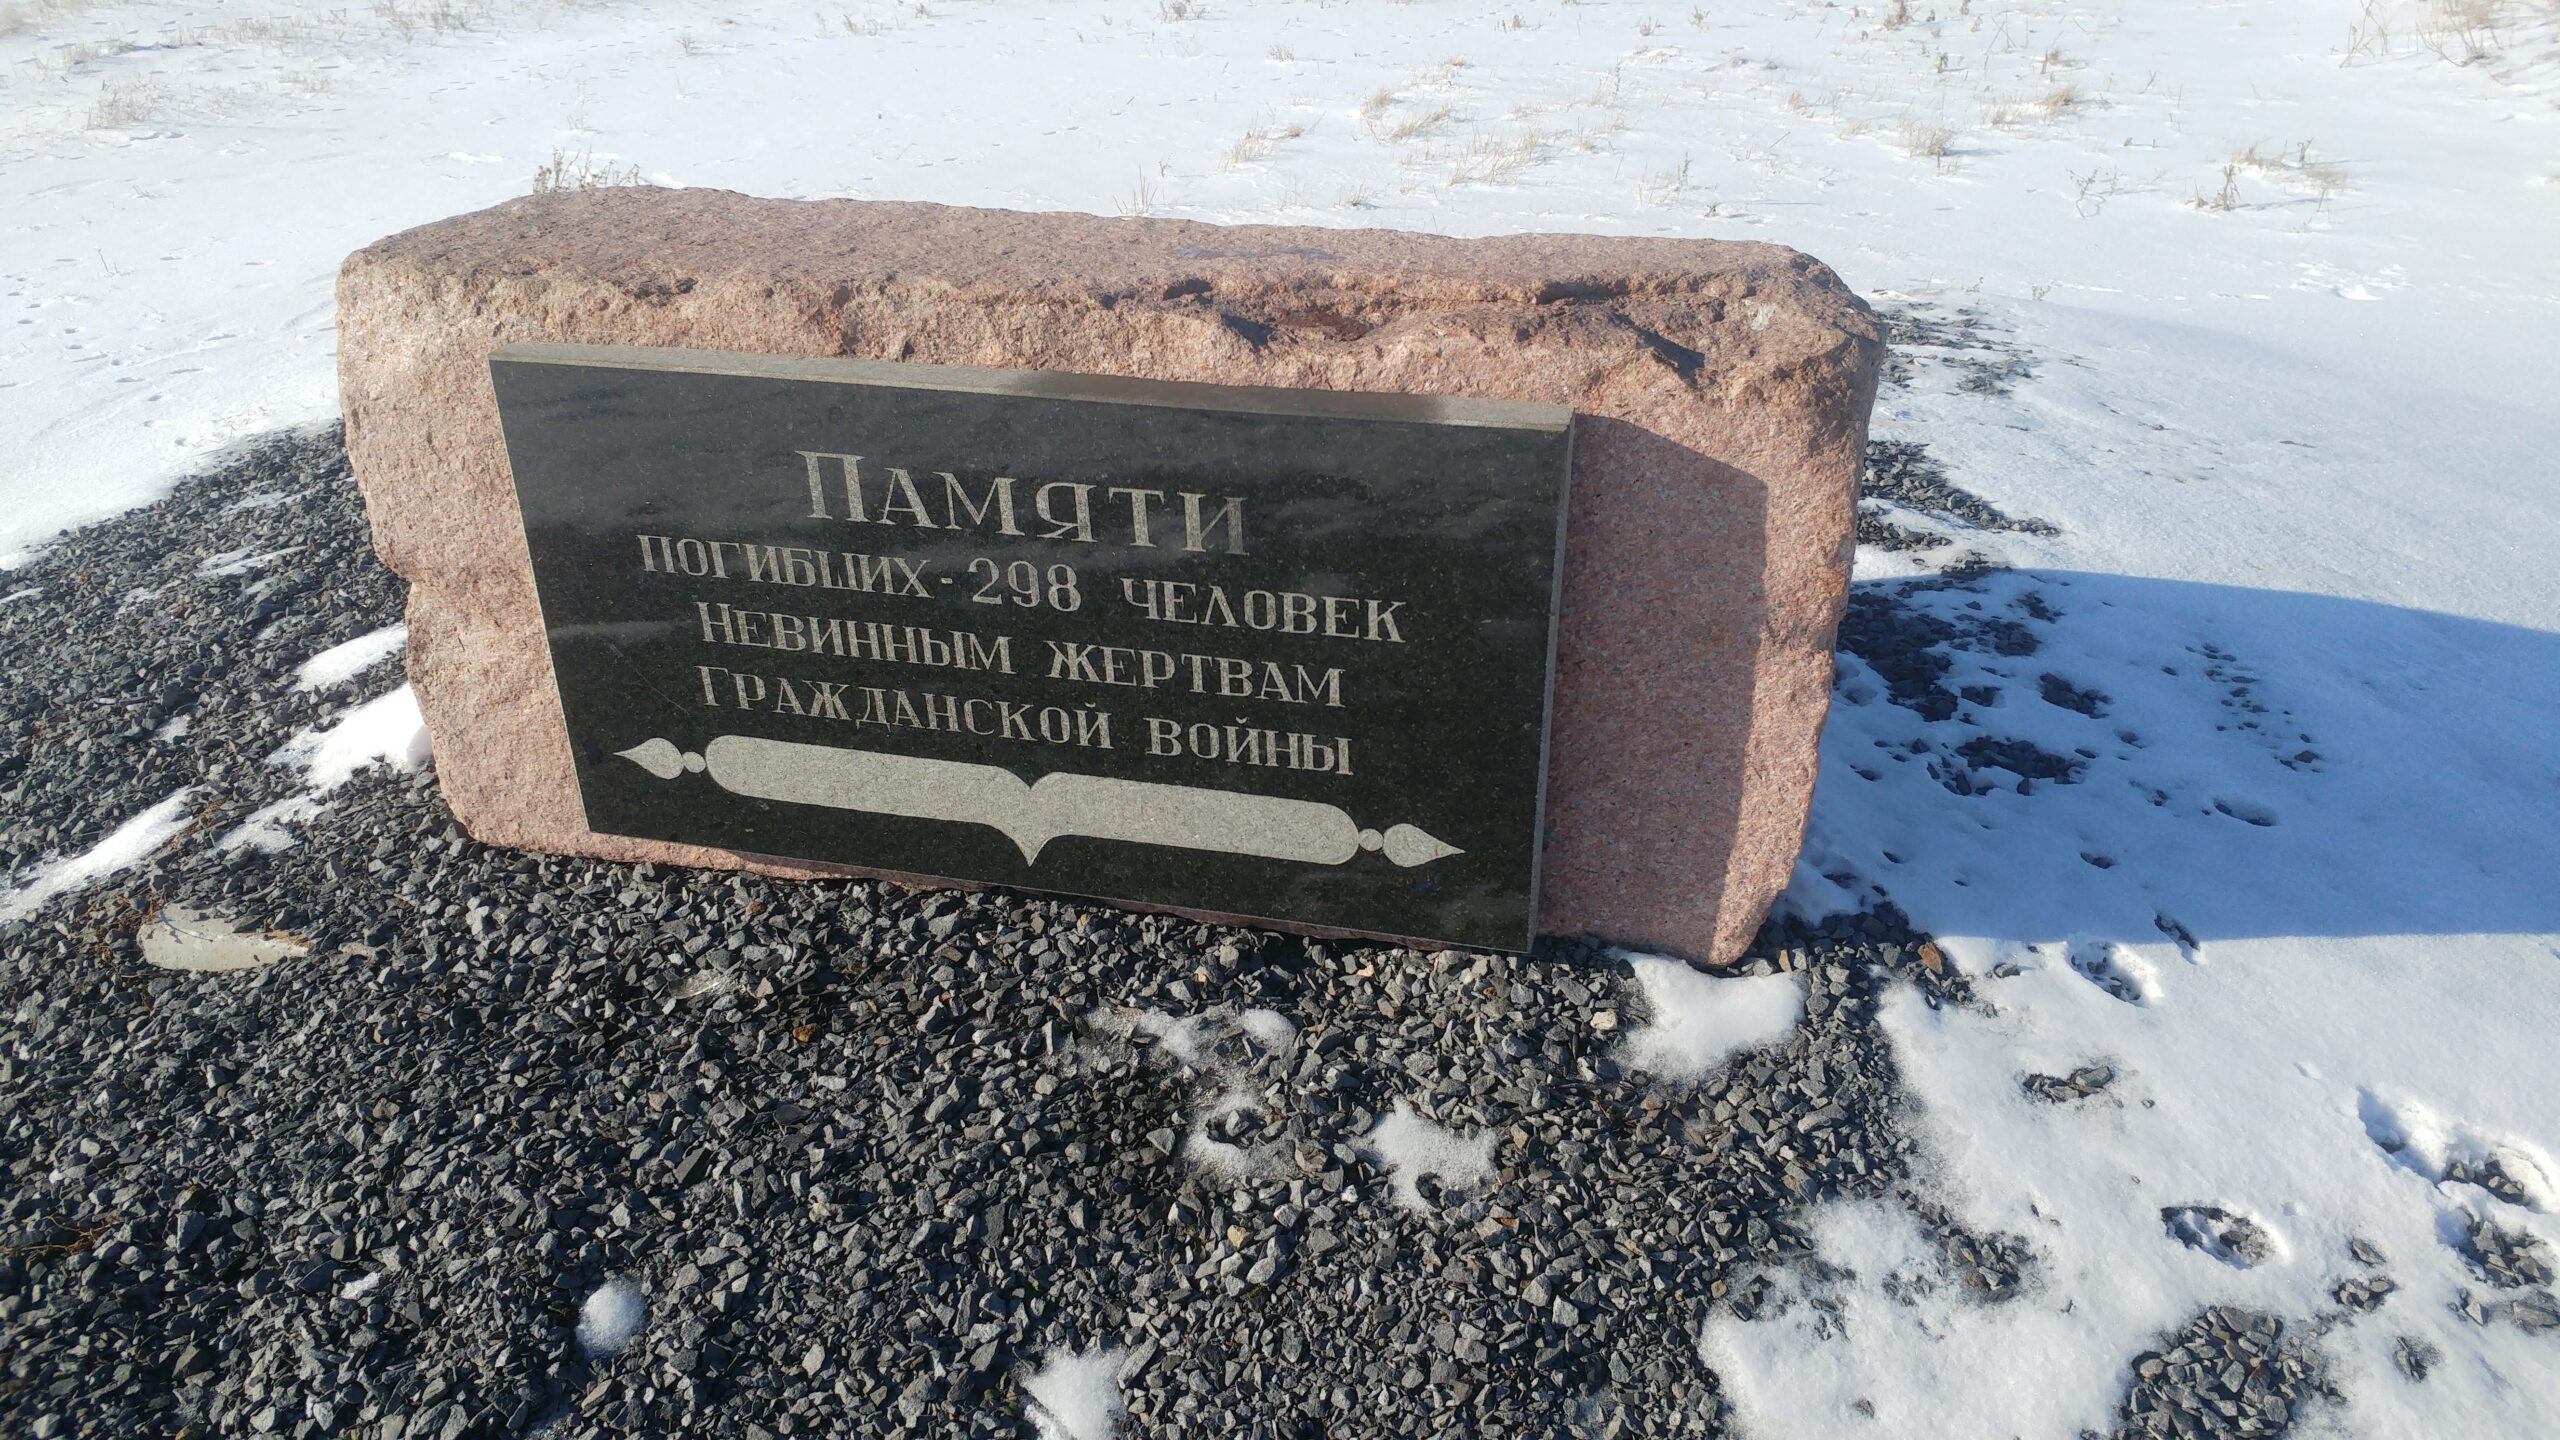 Памяти
погибших - 298 человек
Невинным жертвам
Гражданской войны